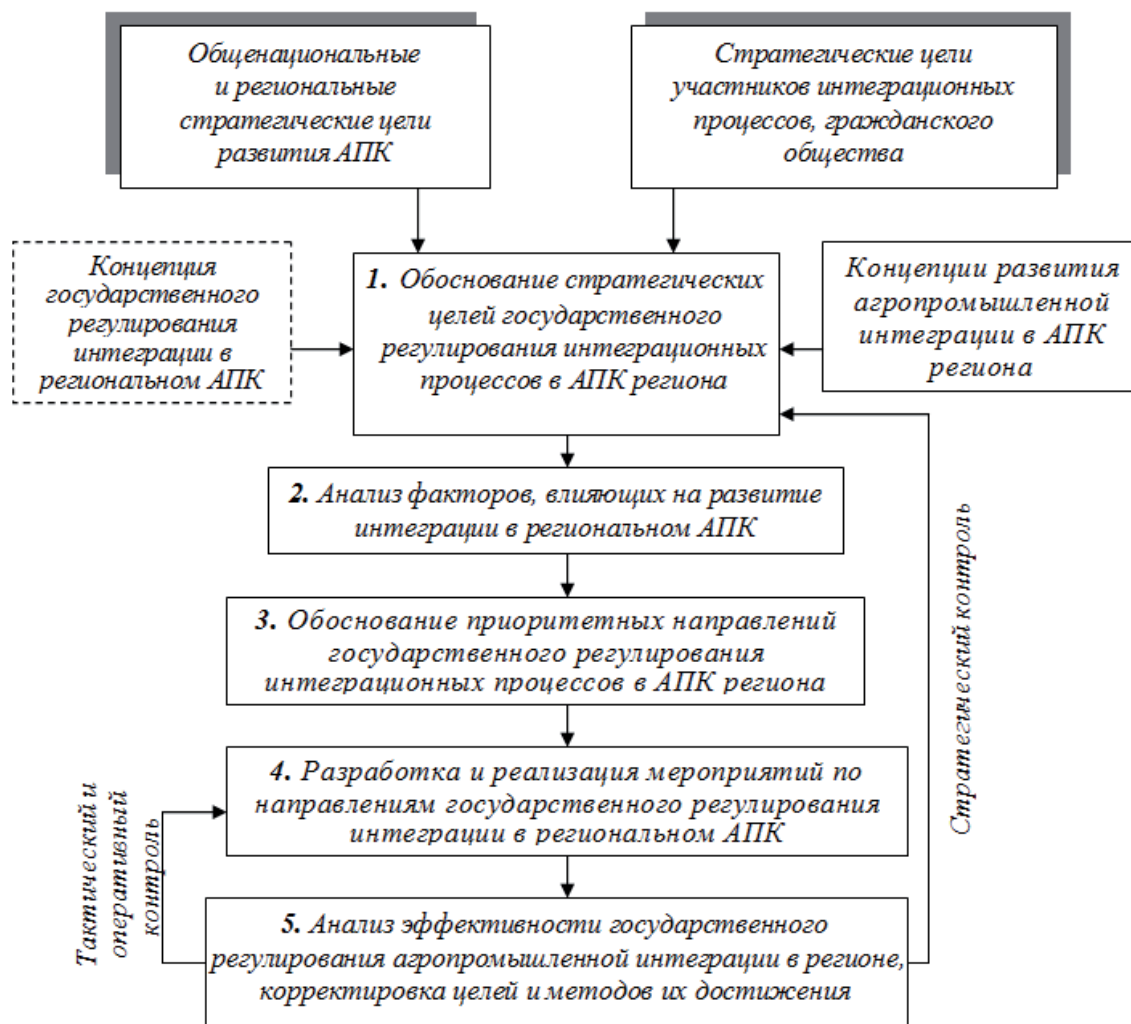 Общенациональные
и региональные
стратегические цели
развития АПК
Стратегические цели
участников интеграционных
процессов, гражданского
общества
Концепция
государственного
регулирования
интеграции в
региональном АПК
1. Обоснование стратегических
целей государственного
регулирования интеграционных
процессов в АПК региона
Концепции развития
агропромышленной
интеграции в АПК
региона
2. Анализ факторов, влияющих на развитие
интеграции в региональном АПК
3. Обоснование приоритетных направлений
государственного регулирования
интеграционных процессов в АПК региона
4. Разработка и реализация мероприятий по
направлениям государственного регулирования
интеграции в региональном АПК
5. Анализ эффективности государственного
регулирования агропромышленной интеграции в регионе,
корректировка целей и методов их достижения
Тактический и
оперативный
контроль
Стратегический контроль